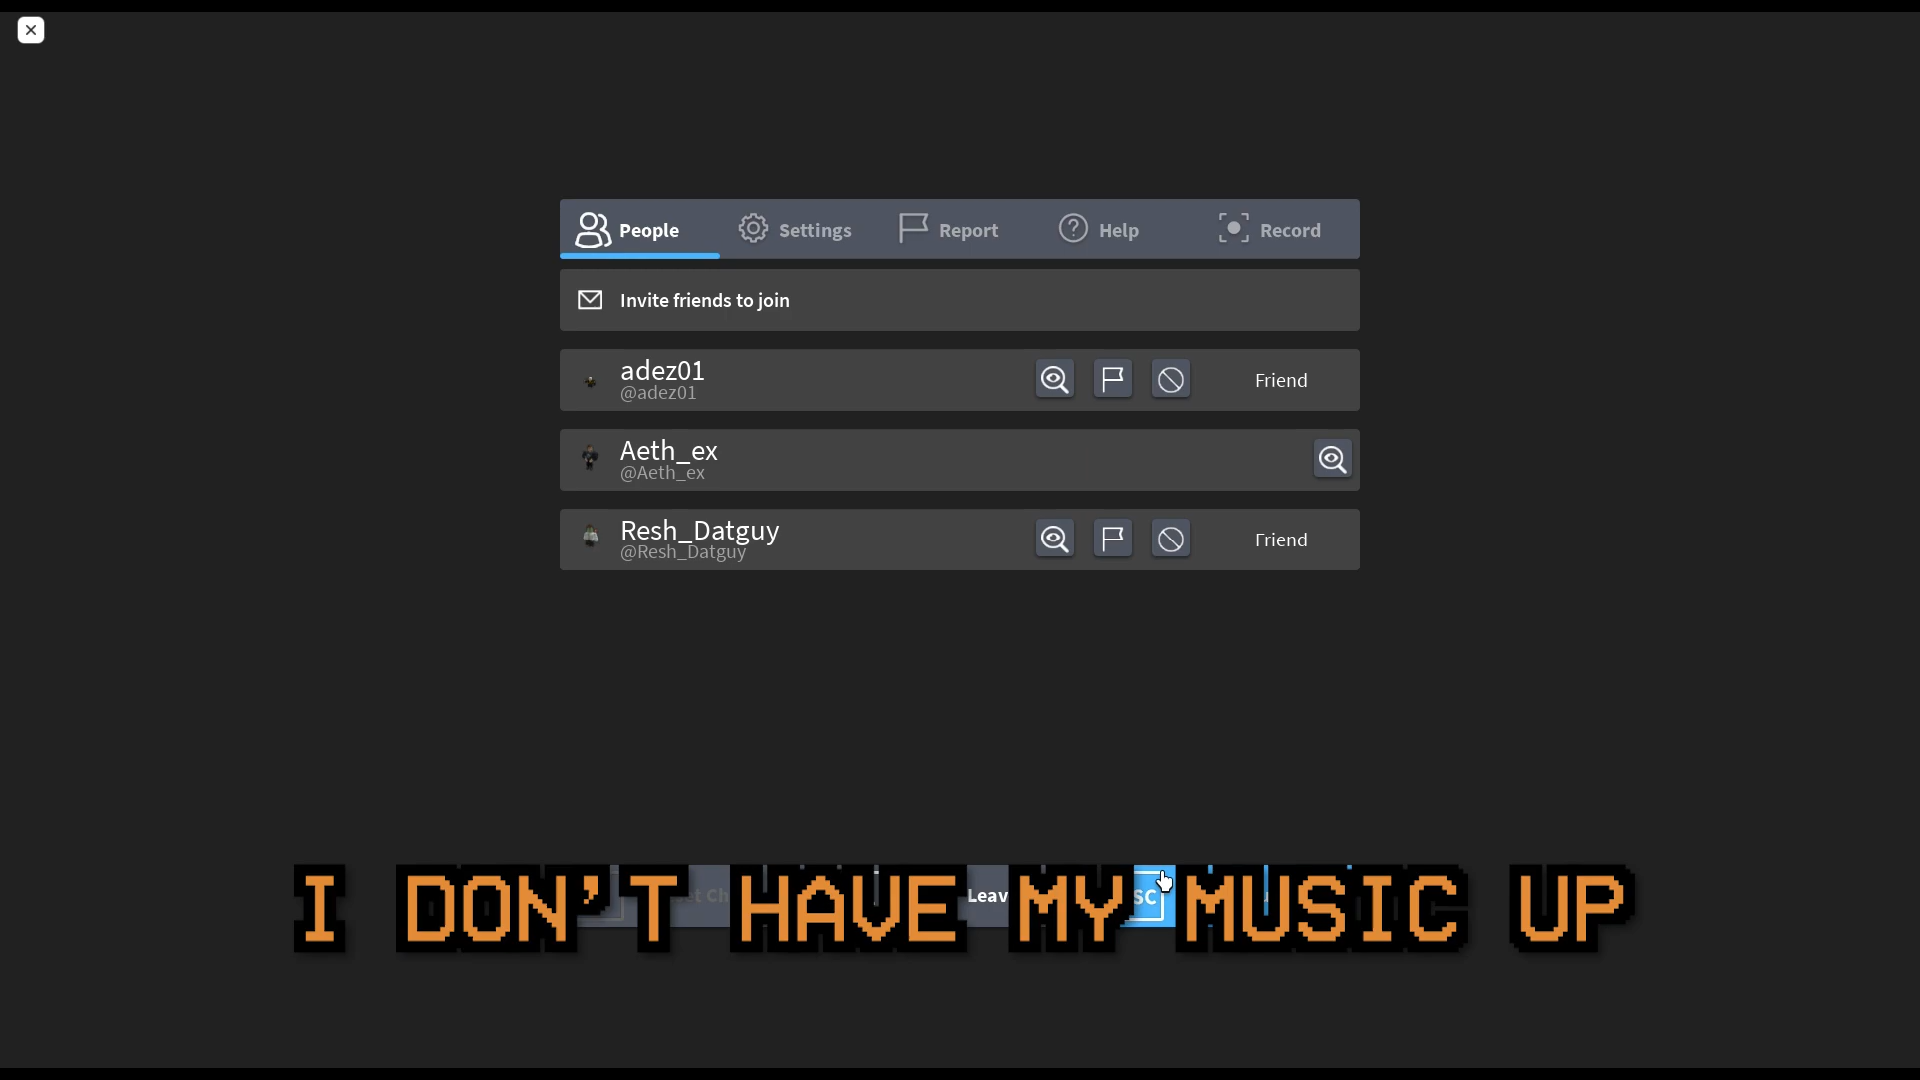 People Settings Report Help Record
Invite friends to join
adez01
@adez01
Friend
Aeth_ex
@Aeth_ex
Resh_Datguy
@Resh_Datguy
Friend
I DON'T HAVE MY MUSIC UP